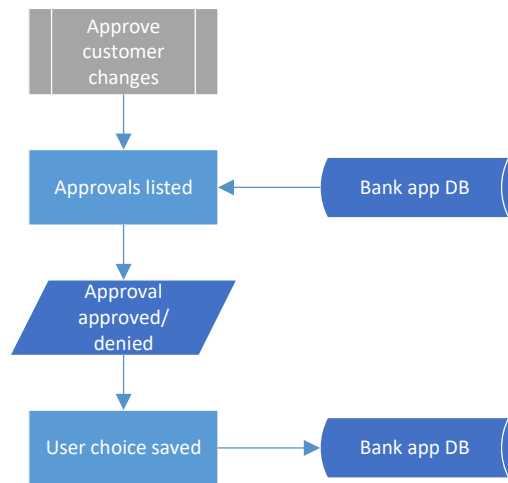 Approve
customer
changes
Approvals listed
Bank app DB
Approval
approved/
denied
User choice saved
Bank app DB